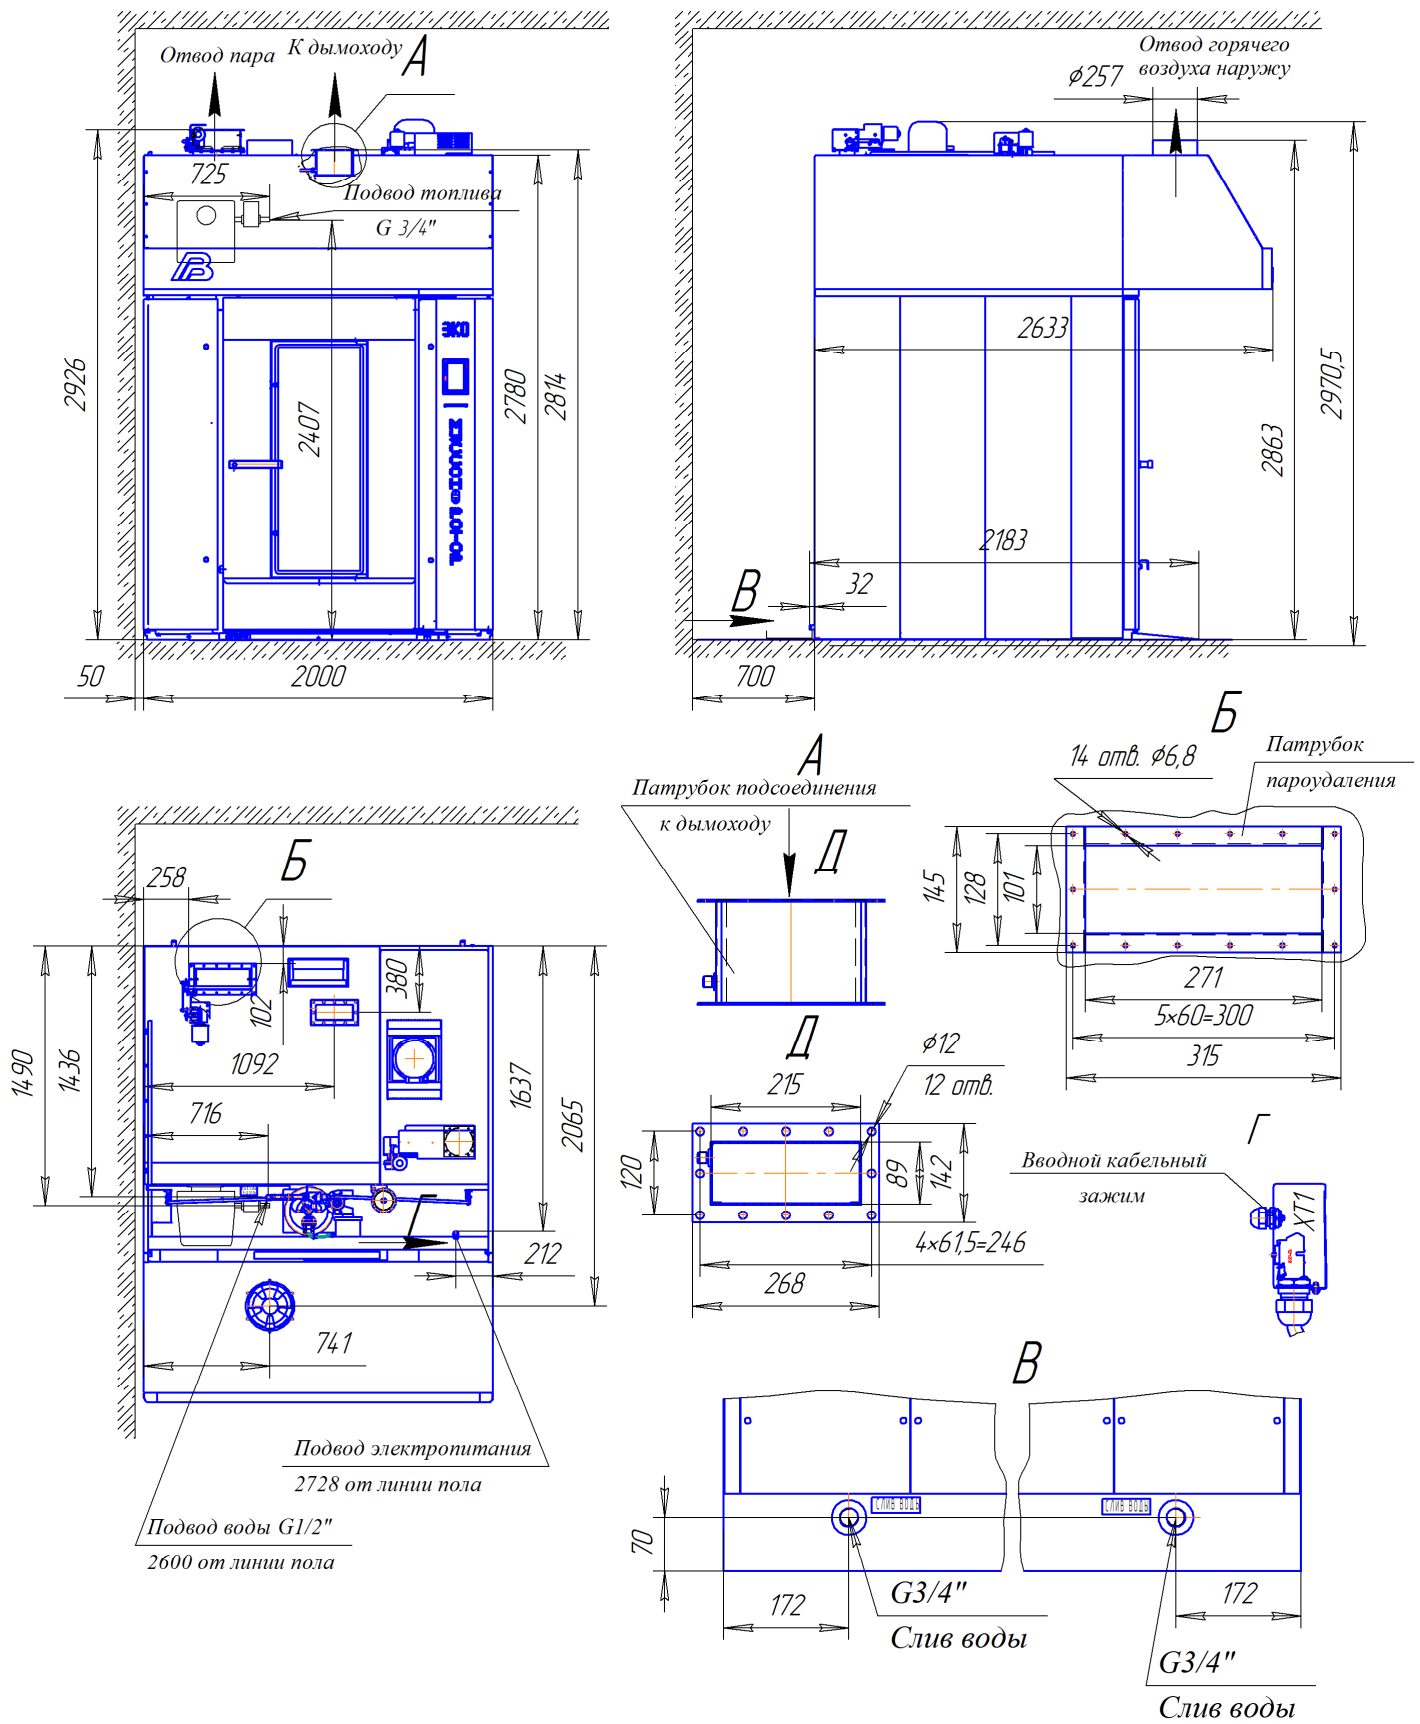 Отвод пара
К дымоходу
А
725
Подвод топлива
G 3/4"
2926
2407
2780
2814
ЭКО
50
2000
Отвод горячего
воздуха наружу
ϕ257
2633
2970,5
2863
2183
32
В
700
Б
258
102
380
1490
1436
1092
716
1637
2065
Г
212
741
Подвод электропитания
2728 от линии пола
Подвод воды G1/2"
2600 от линии пола
А
Патрубок подсоединения
к дымоходу
Д
Д
ϕ12
12 отв.
215
120
89
142
4×61,5=246
268
Б
14 отв. ϕ6,8
Патрубок
пароудаления
145
128
101
271
5×60=300
315
Г
Вводной кабельный
зажим
ХТ1
В
СЛИВ ВОДЫ
СЛИВ ВОДЫ
70
172
G3/4"
Слив воды
172
G3/4"
Слив воды